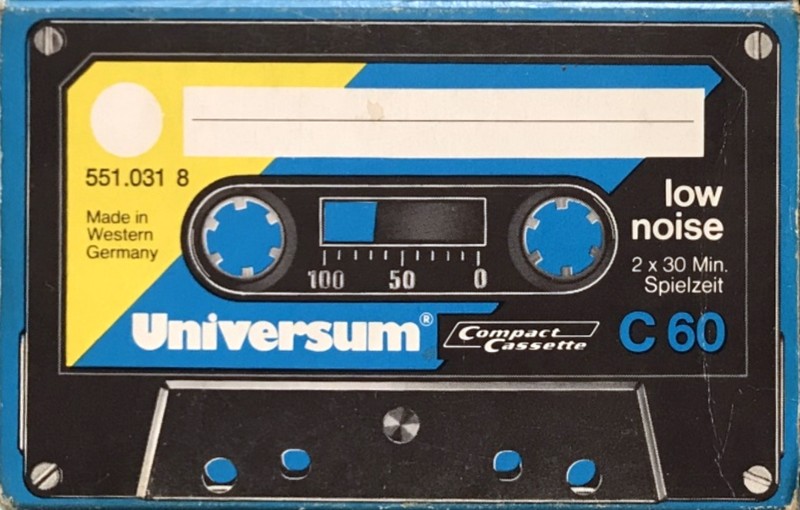 551.031 8
Made in
Western
Germany
low
noise
2 x 30 Min.
Spielzeit
100 50 0
Universum®
Compact
Cassette
C 60